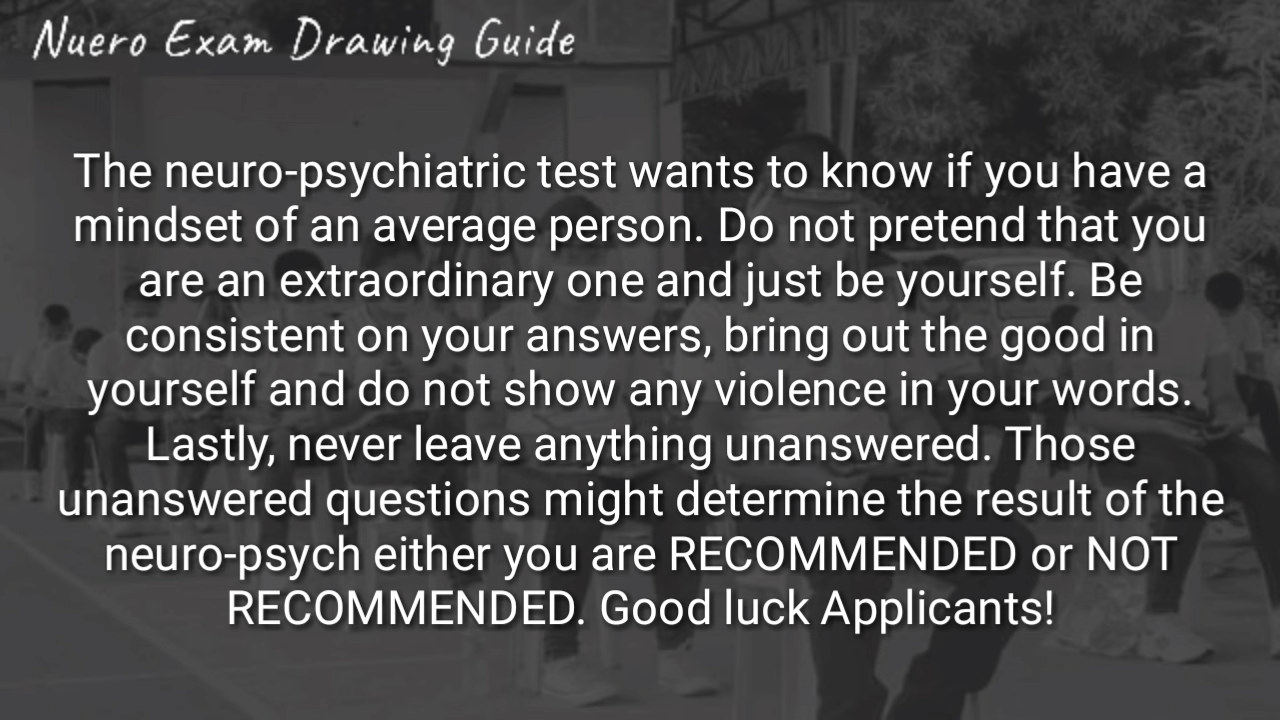 Nuero Exam Drawing Guide
The neuro-psychiatric test wants to know if you have a
mindset of an average person. Do not pretend that you
are an extraordinary one and just be yourself. Be
consistent on your answers, bring out the good in
yourself and do not show any violence in your words.
Lastly, never leave anything unanswered. Those
unanswered questions might determine the result of the
neuro-psych either you are RECOMMENDED or NOT
RECOMMENDED. Good luck Applicants!